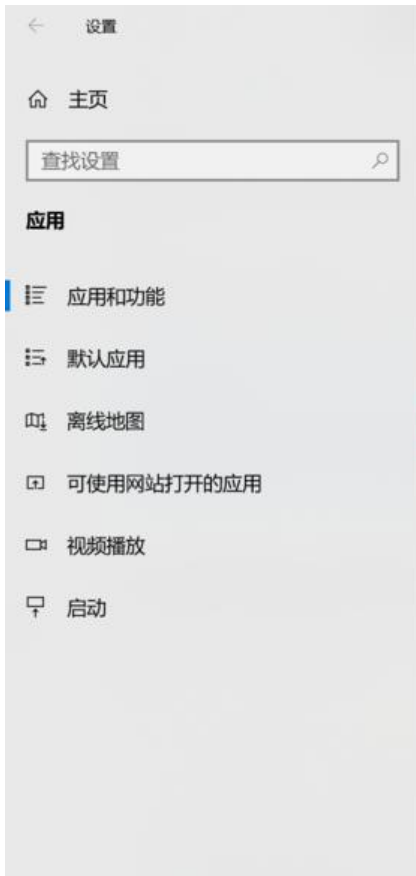 设置
主页
查找设置
应用
应用和功能
默认应用
离线地图
可使用网站打开的应用
视频播放
启动